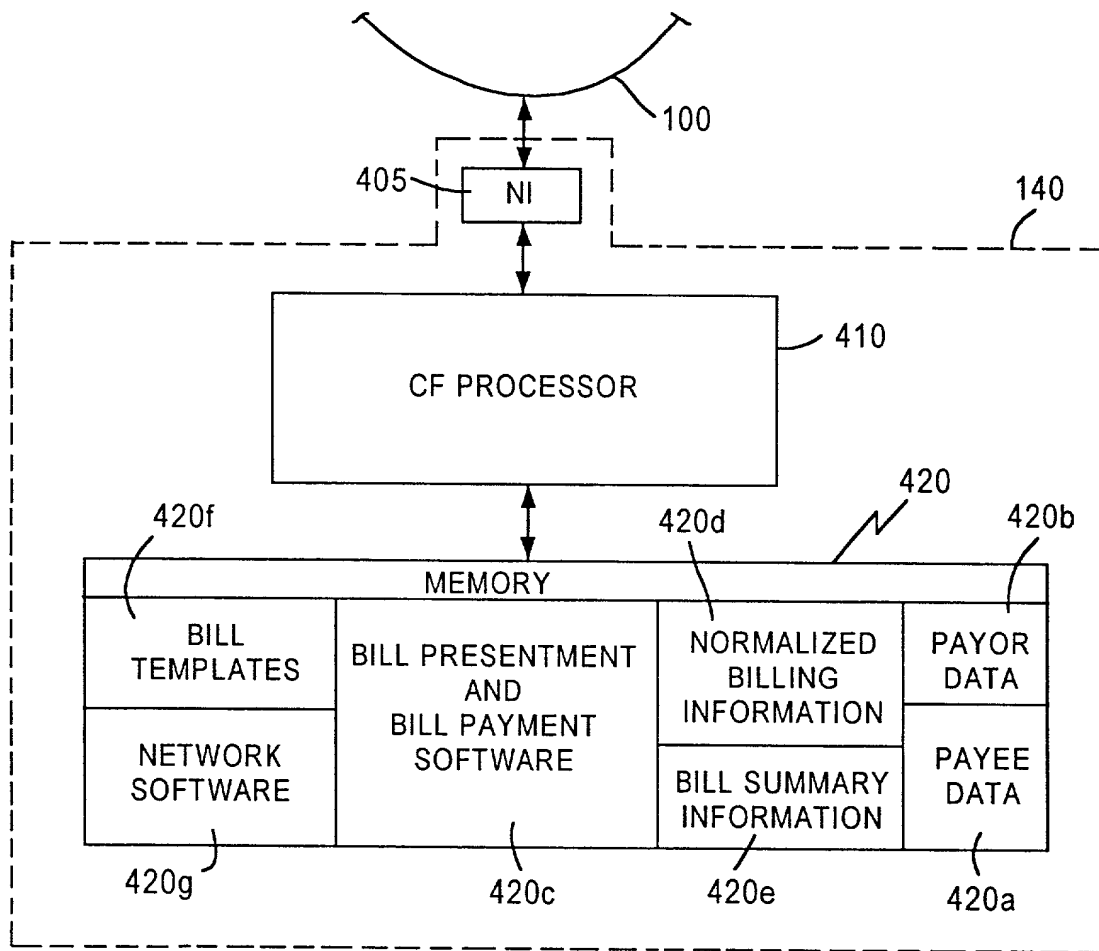 100
405
NI
140
410
CF PROCESSOR
420
420f
420d
420b
MEMORY
BILL
TEMPLATES
BILL PRESENTMENT
AND
BILL PAYMENT
SOFTWARE
NORMALIZED
BILLING
INFORMATION
PAYOR
DATA
NETWORK
SOFTWARE
BILL SUMMARY
INFORMATION
PAYEE
DATA
420g
420c
420e
420a